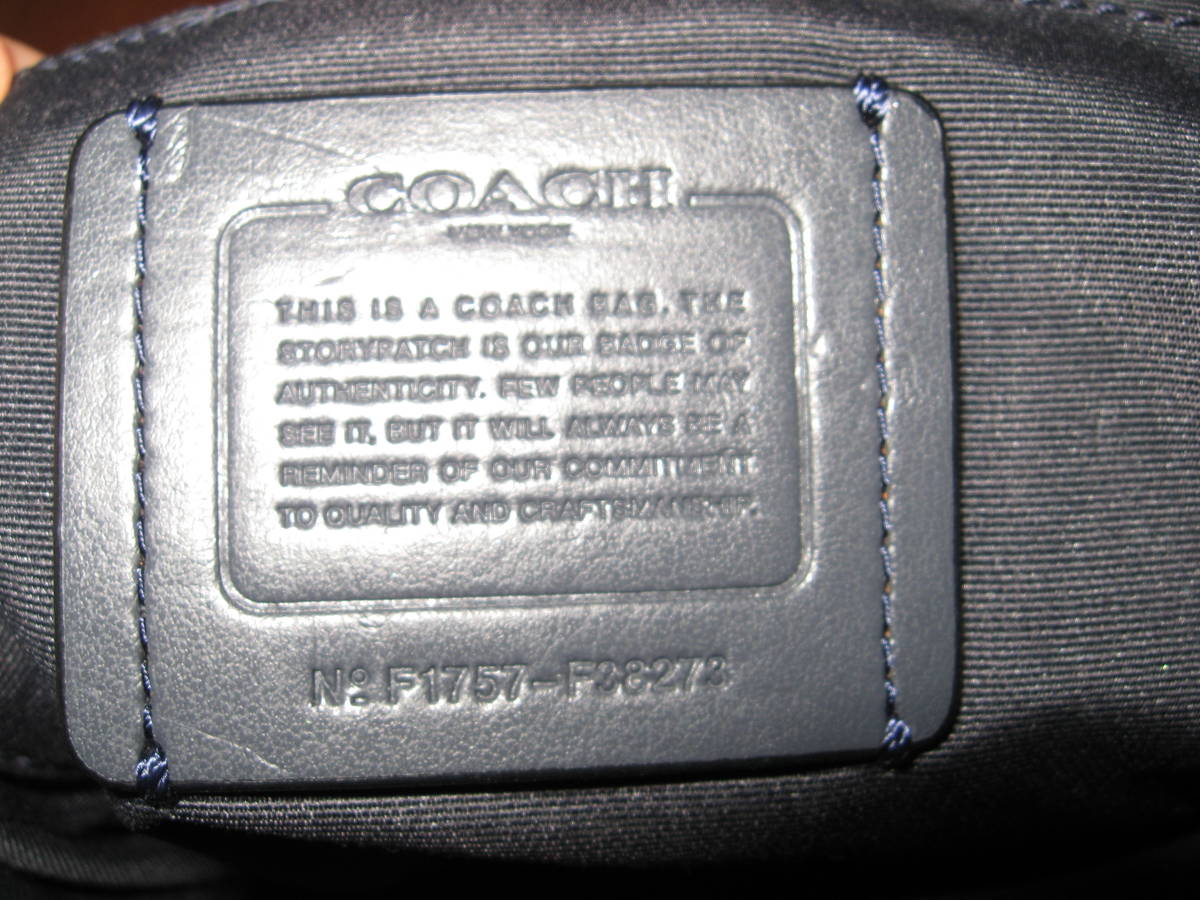 COACH
NEW YORK
THIS IS A COACH BAG. THE
STORYPATCH IS OUR BADGE OF
AUTHENTICITY. FEW PEOPLE MAY
SEE IT, BUT IT WILL ALWAYS BE A
REMINDER OF OUR COMMITMENT
TO QUALITY AND CRAFTSMANSHIP.
Nº F1757-F38273